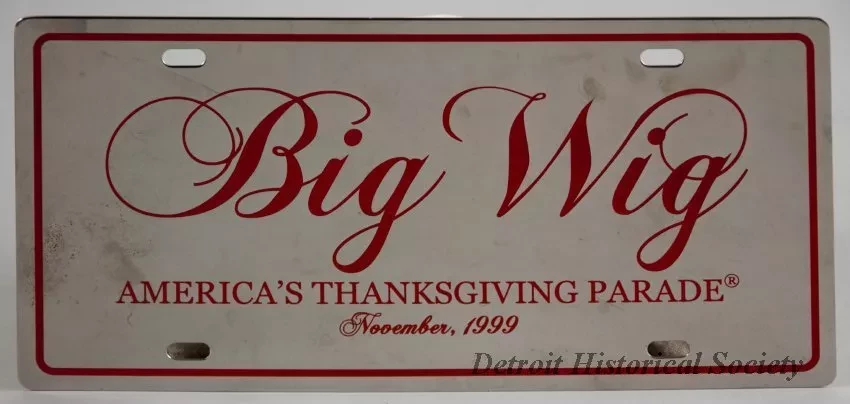 Big Wig
AMERICA'S THANKSGIVING PARADE®
November, 1999
Detroit Historical Society